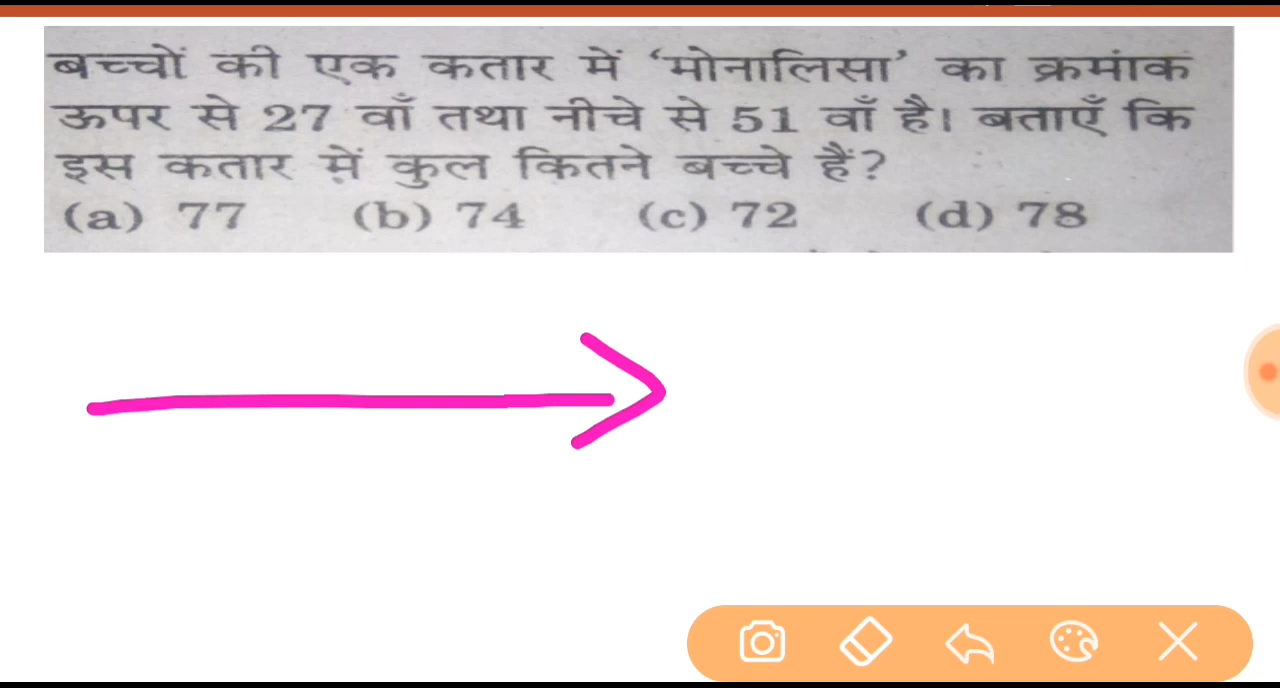 बच्चों की एक कतार में ‘मोनालिसा’ का क्रमांक
ऊपर से 27 वाँ तथा नीचे से 51 वाँ है। बताएँ कि
इस कतार में कुल कितने बच्चे हैं?
(a) 77 (b) 74 (c) 72 (d) 78